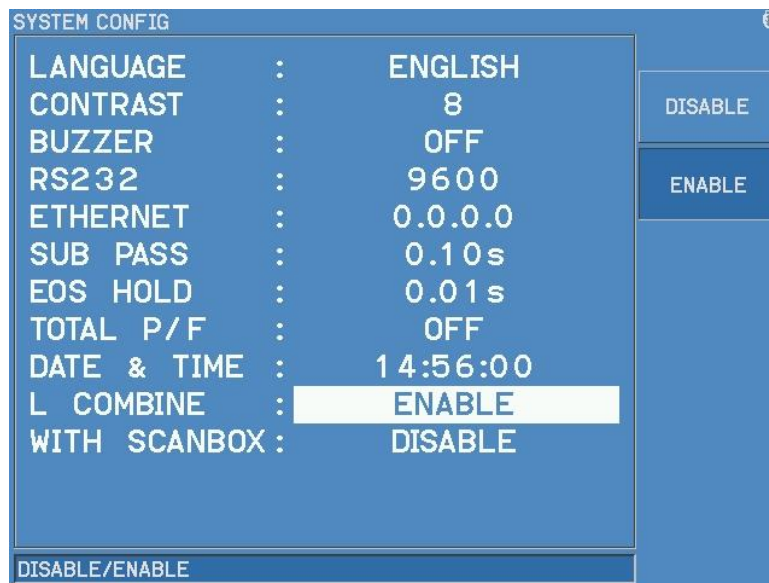 SYSTEM CONFIG
LANGUAGE : ENGLISH
CONTRAST : 8
BUZZER : OFF
RS232 : 9600
ETHERNET : 0.0.0.0
SUB PASS : 0.10s
EOS HOLD : 0.01s
TOTAL P/F : OFF
DATE & TIME : 14:56:00
L COMBINE : ENABLE
WITH SCANBOX : DISABLE
DISABLE
ENABLE
DISABLE/ENABLE